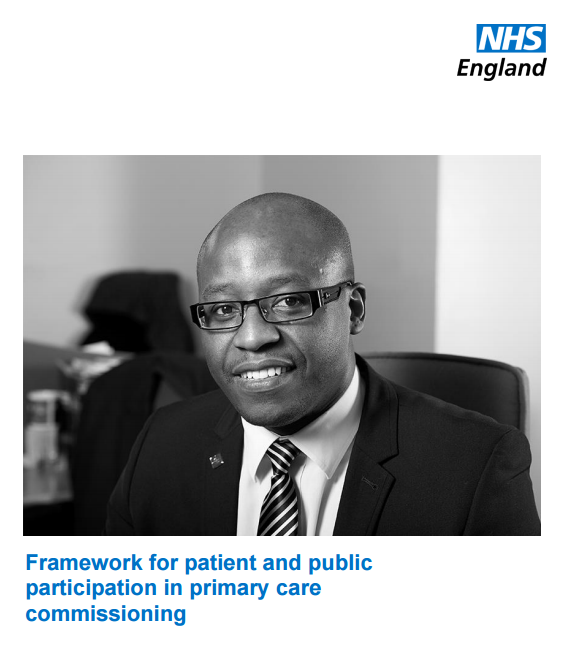 NHS
England
Framework for patient and public
participation in primary care
commissioning